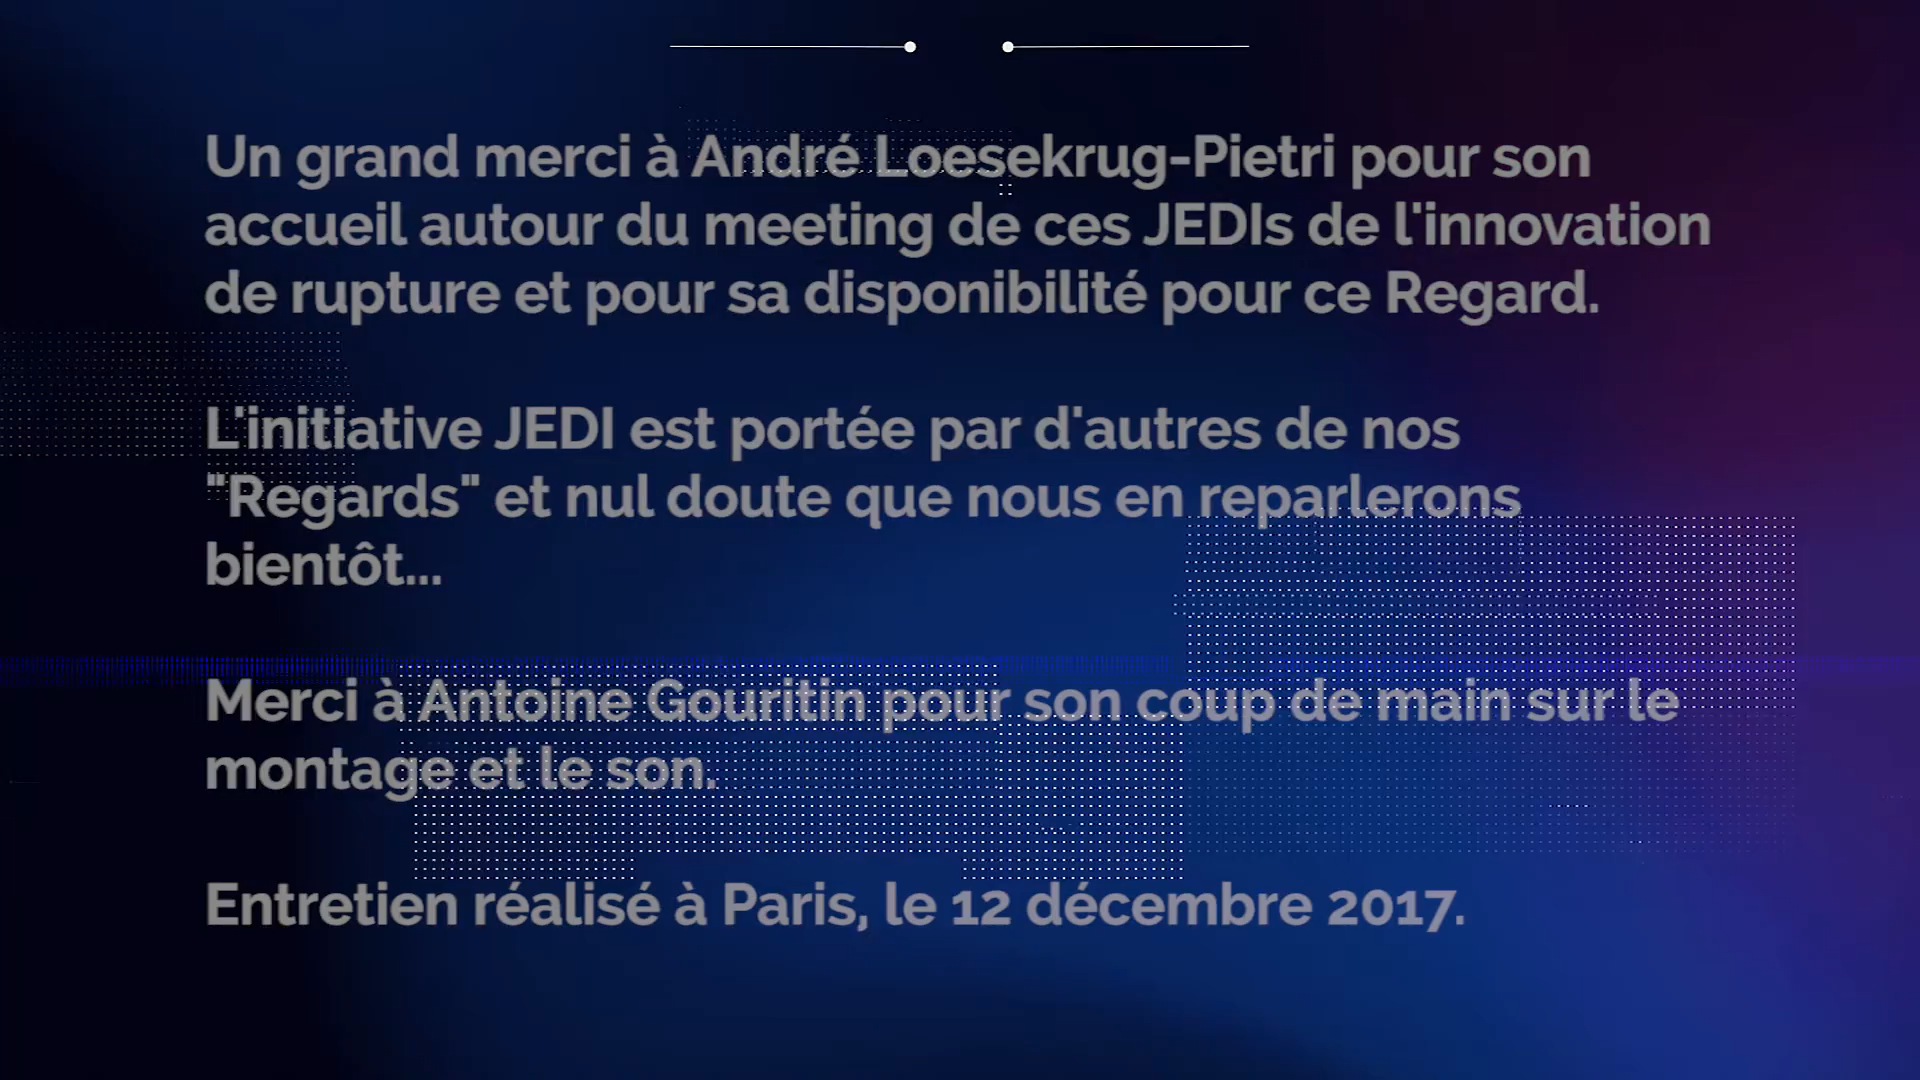 Un grand merci à André Loesekrug-Pietri pour son
accueil autour du meeting de ces JEDIs de l'innovation
de rupture et pour sa disponibilité pour ce Regard.
L'initiative JEDI est portée par d'autres de nos
"Regards" et nul doute que nous en reparlerons
bientôt...
Merci à Antoine Gouritin pour son coup de main sur le
montage et le son.
Entretien réalisé à Paris, le 12 décembre 2017.